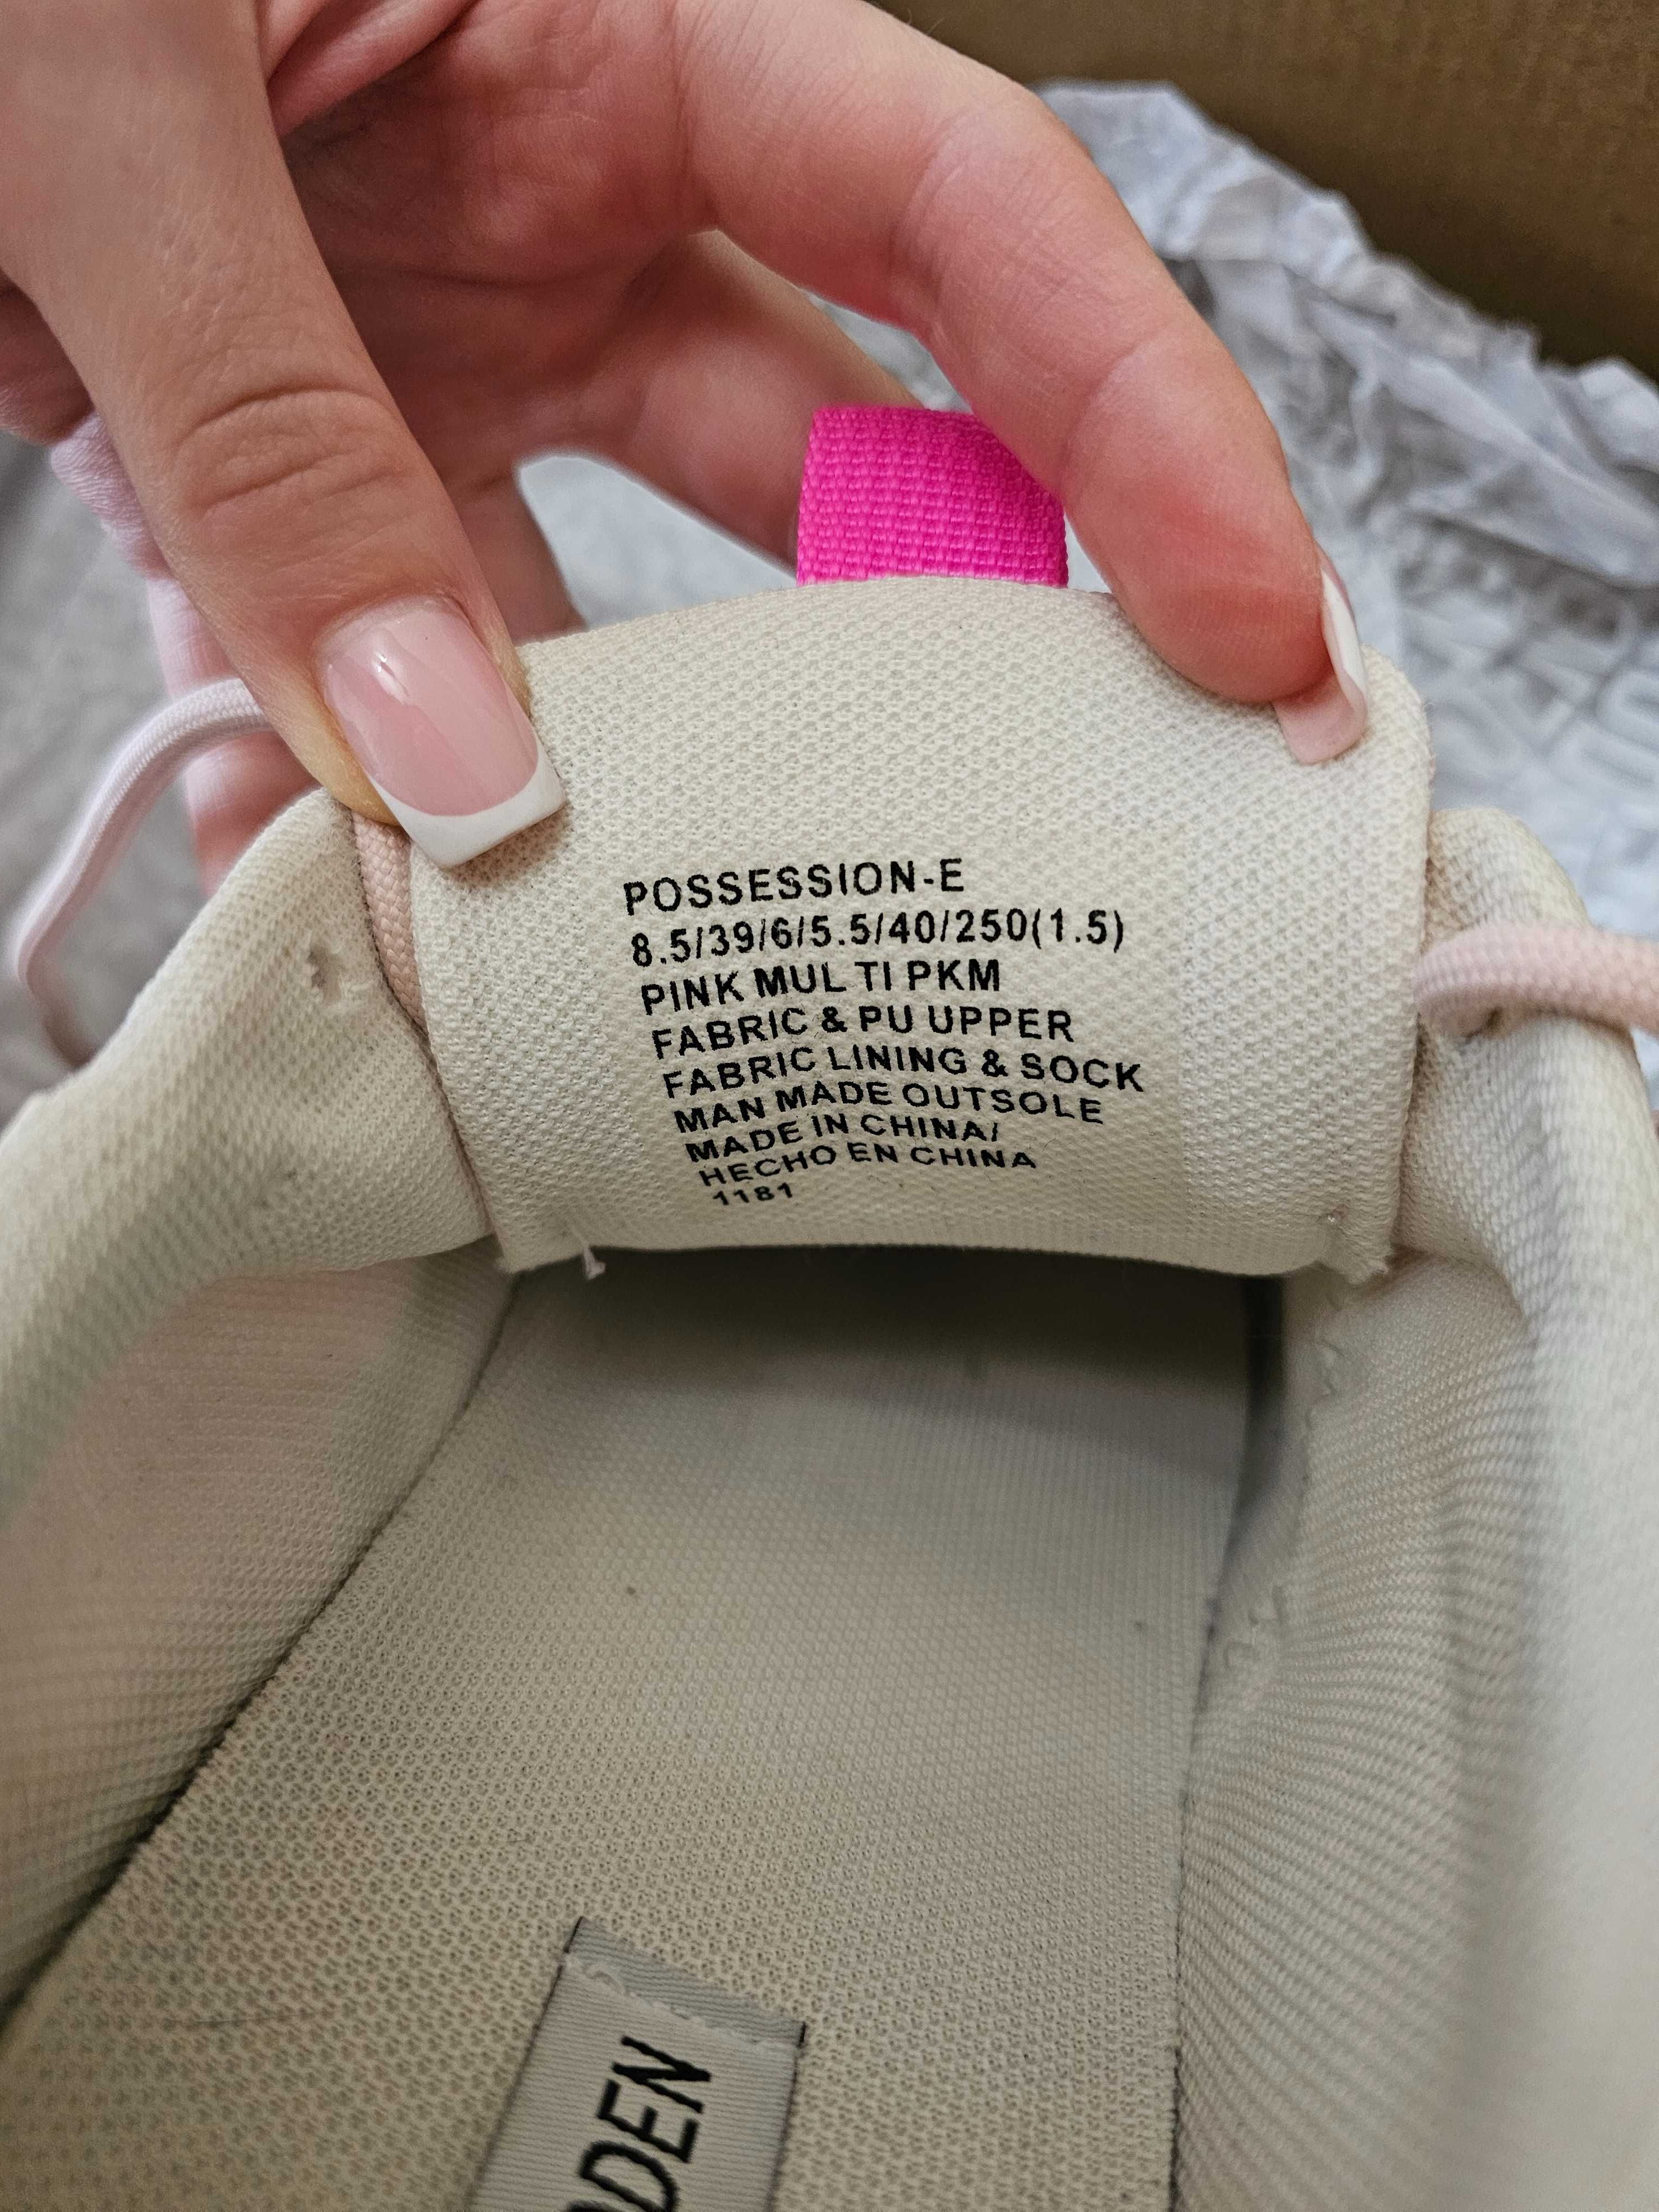 POSSESSION-E
8.5/39/6/5.5/40/250(1.5)
PINK MUL TI PKM
FABRIC & PU UPPER
FABRIC LINING & SOCK
MAN MADE OUTSOLE
MADE IN CHINA/
HECHO EN CHINA
1181
DDEN